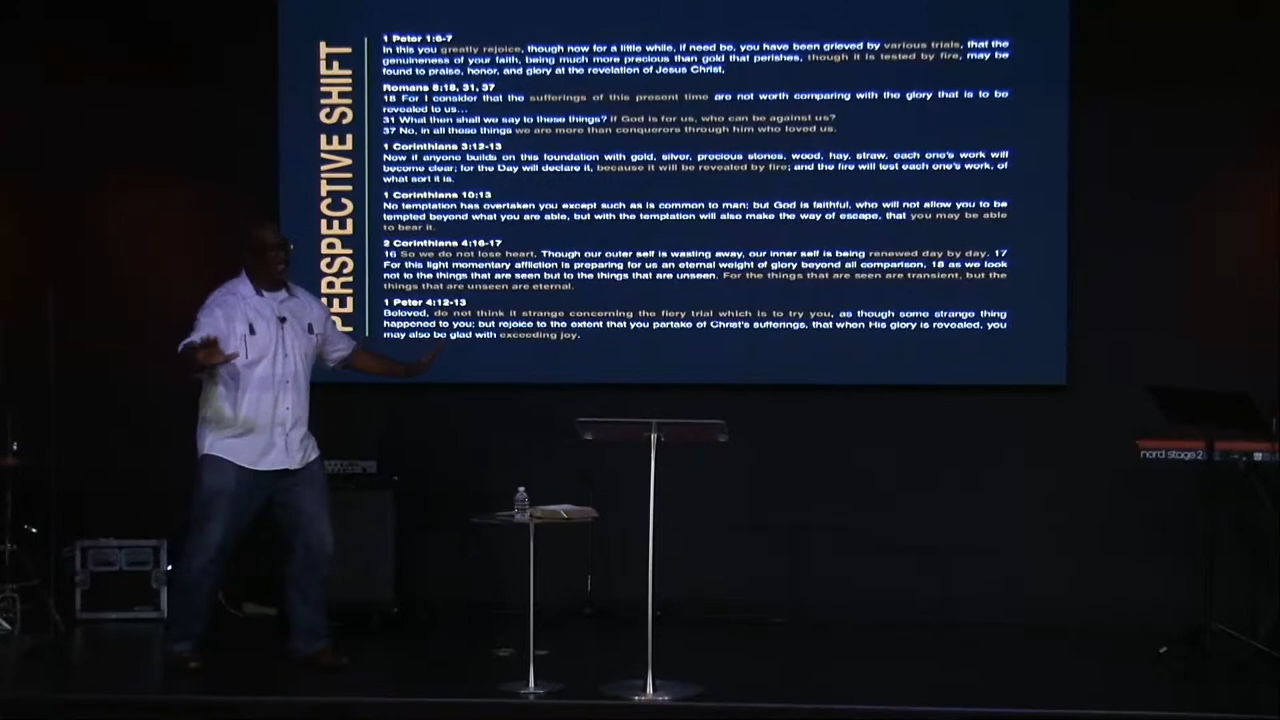 PERSPECTIVE SHIFT
1 Peter 1:6-7
In this you greatly rejoice, though now for a little while, if need be, you have been grieved by various trials, that the
genuineness of your faith, being much more precious than gold that perishes, though it is tested by fire, may be
found to praise, honor, and glory at the revelation of Jesus Christ,
Romans 8:18, 31, 37
18 For I consider that the sufferings of this present time are not worth comparing with the glory that is to be
revealed to us...
31 What then shall we say to these things? If God is for us, who can be against us?
37 No, in all these things we are more than conquerors through him who loved us.
1 Corinthians 3:12-13
Now if anyone builds on this foundation with gold, silver, precious stones, wood, hay, straw, each one's work will
become clear; for the Day will declare it, because it will be revealed by fire; and the fire will test each one's work, of
what sort it is.
1 Corinthians 10:13
No temptation has overtaken you except such as is common to man; but God is faithful, who will not allow you to be
tempted beyond what you are able, but with the temptation will also make the way of escape, that you may be able
to bear it.
2 Corinthians 4:16-17
16 So we do not lose heart. Though our outer self is wasting away, our inner self is being renewed day by day. 17
For this light momentary affliction is preparing for us an eternal weight of glory beyond all comparison, 18 as we look
not to the things that are seen but to the things that are unseen. For the things that are seen are transient, but the
things that are unseen are eternal.
1 Peter 4:12-13
Beloved, do not think it strange concerning the fiery trial which is to try you, as though some strange thing
happened to you; but rejoice to the extent that you partake of Christ's sufferings, that when His glory is revealed, you
may also be glad with exceeding joy.
nord stage 2